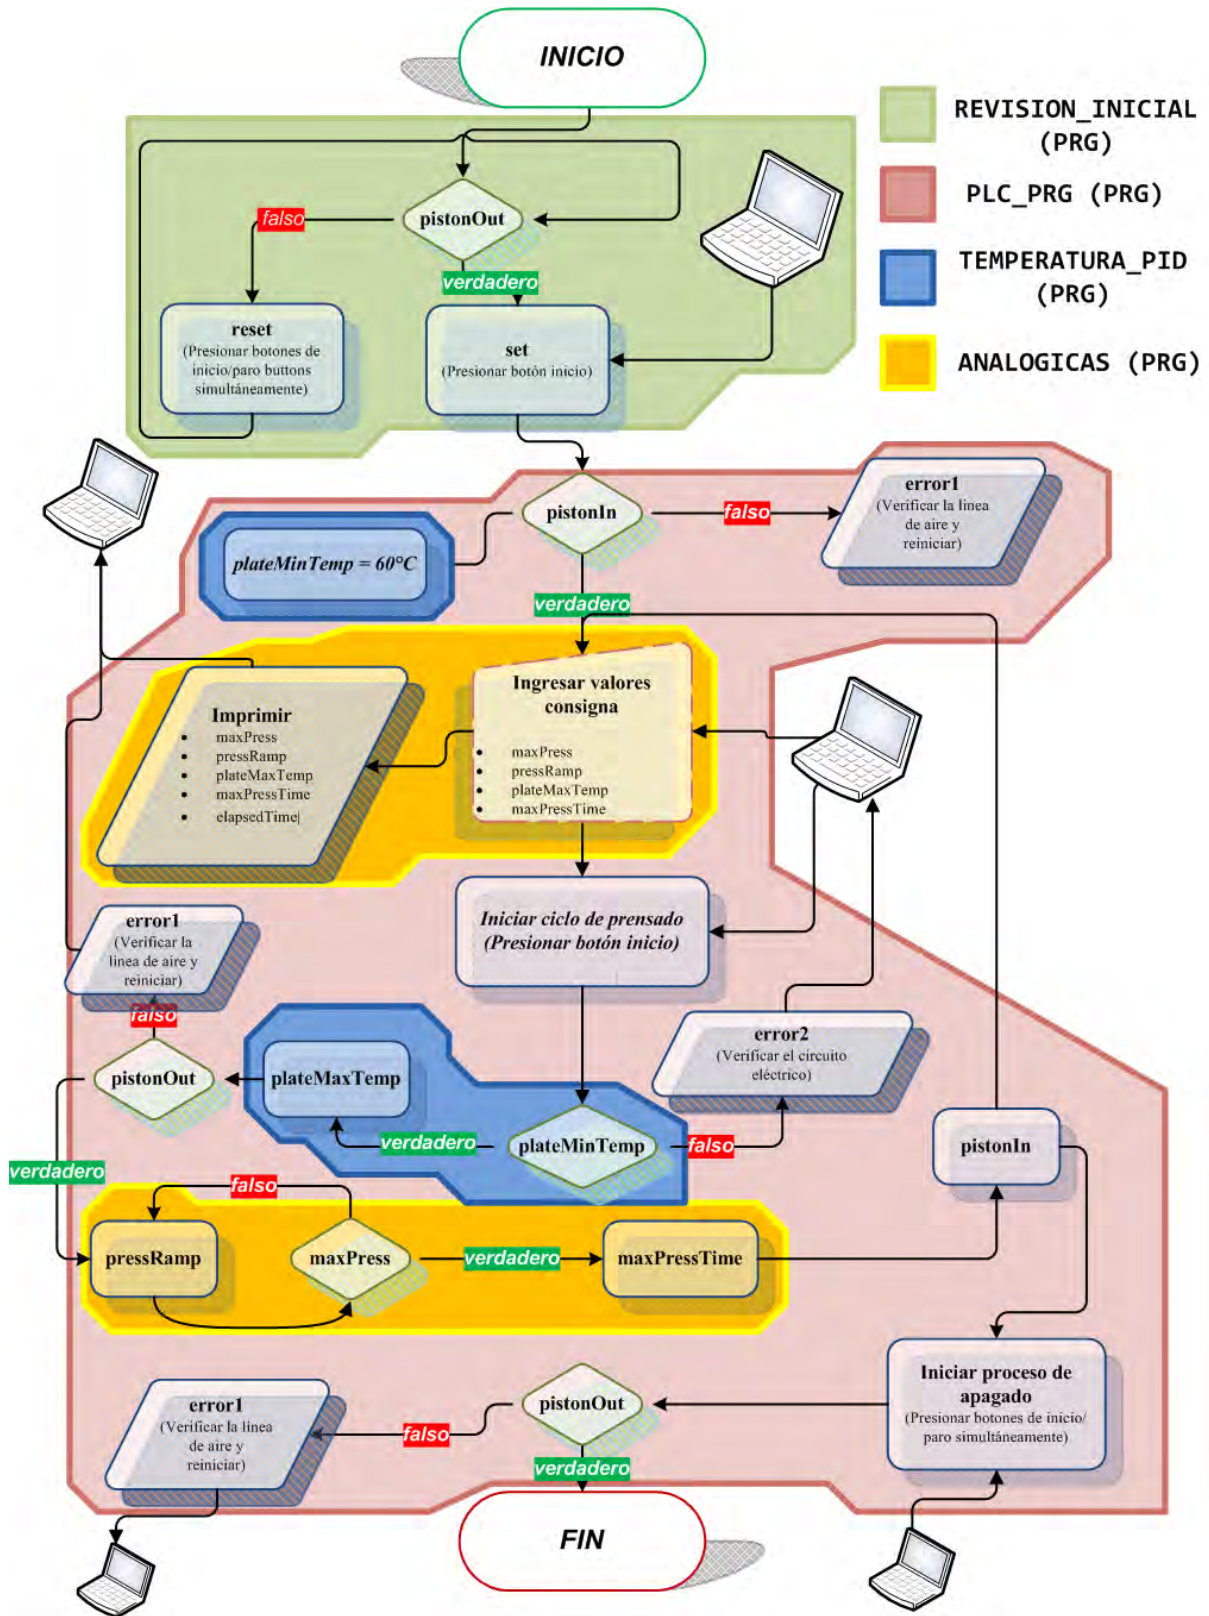 INICIO
REVISION_INICIAL
(PRG)
PLC_PRG (PRG)
TEMPERATURA_PID
(PRG)
ANALOGICAS (PRG)
pistonOut
falso
verdadero
reset
(Presionar botones de
inicio/paro buttons
simultáneamente)
set
(Presionar botón inicio)
pistonIn
falso
error1
(Verificar la linea
de aire y
reiniciar)
plateMinTemp = 60°C
verdadero
Ingresar valores
consigna
• maxPress
• pressRamp
• plateMaxTemp
• maxPressTime
Imprimir
• maxPress
• pressRamp
• plateMaxTemp
• maxPressTime
• elapsedTime
Iniciar ciclo de prensado
(Presionar botón inicio)
error1
(Verificar la
linea de aire y
reiniciar)
falso
pistonOut
verdadero
plateMaxTemp
verdadero
plateMinTemp
falso
error2
(Verificar el circuito
eléctrico)
pistonIn
falso
pressRamp
maxPress
verdadero
maxPressTime
Iniciar proceso de
apagado
(Presionar botones de inicio/
paro simultáneamente)
pistonOut
falso
error1
(Verificar la linea
de aire y
reiniciar)
verdadero
FIN